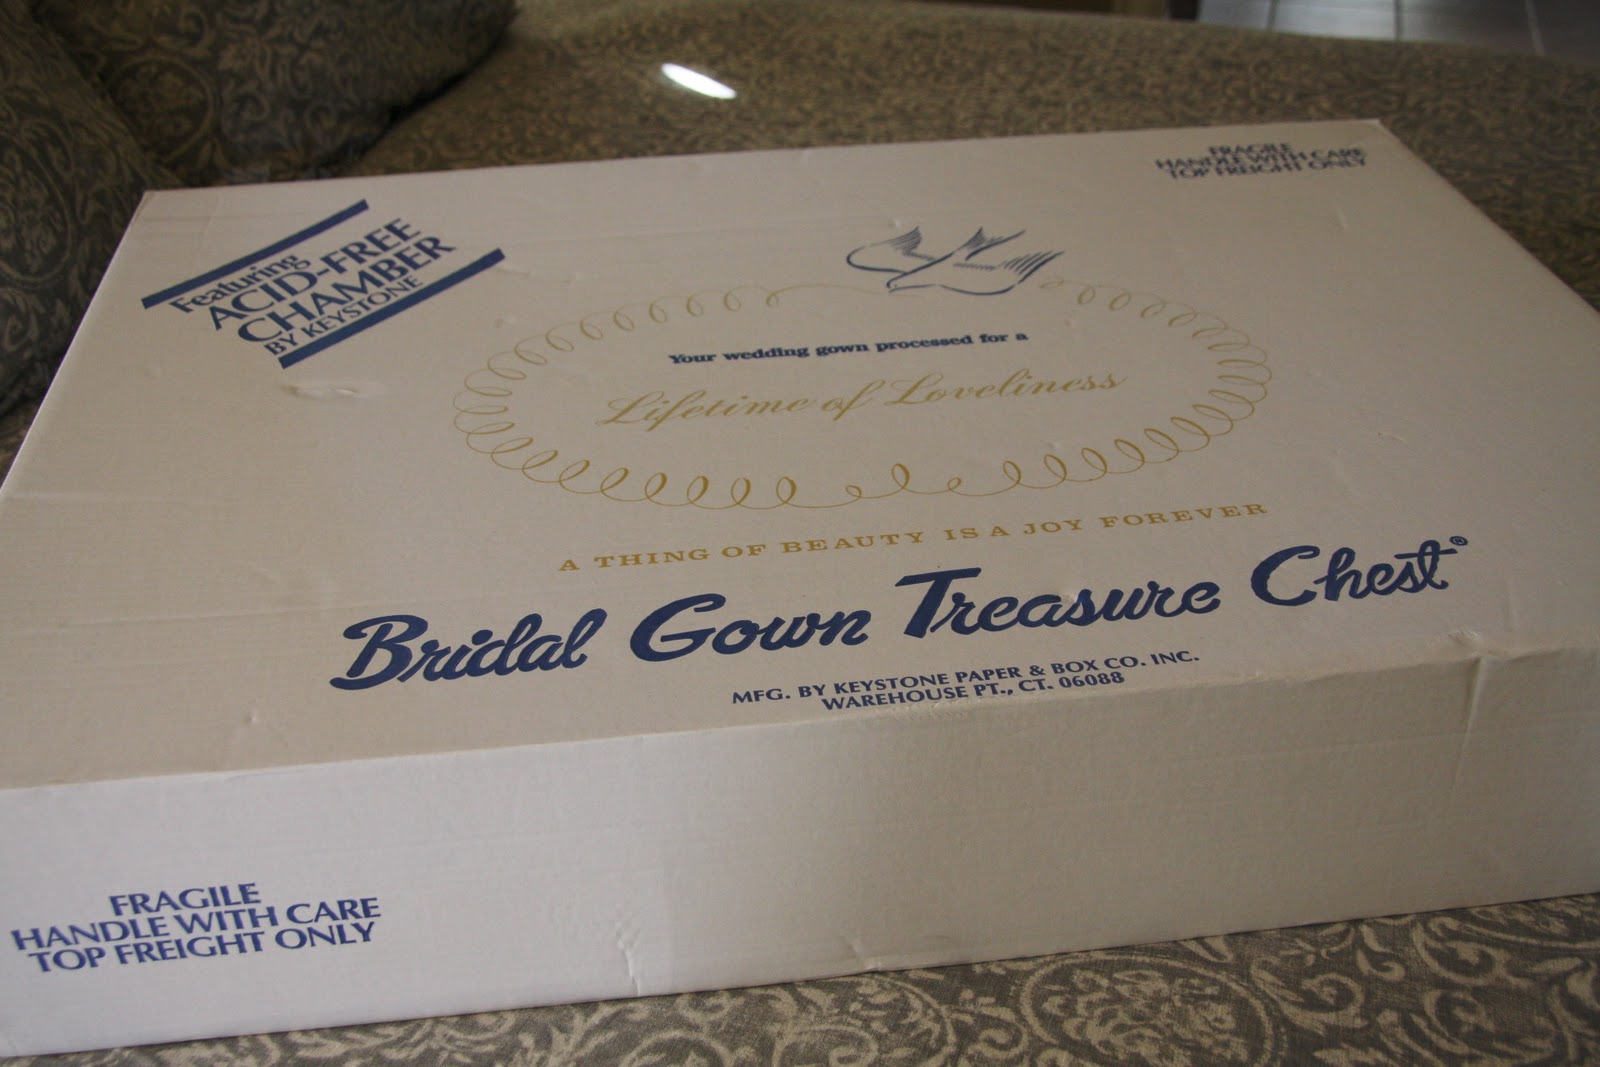 FRAGILE
HANDLE WITH CARE
TOP FREIGHT ONLY
Featuring
ACID-FREE
CHAMBER
BY KEYSTONE
Your wedding gown processed for a
Lifetime of Loveliness
A THING OF BEAUTY IS A JOY FOREVER
Bridal Gown Treasure Chest®
MFG. BY KEYSTONE PAPER & BOX CO. INC.
WAREHOUSE PT., CT. 06088
FRAGILE
HANDLE WITH CARE
TOP FREIGHT ONLY